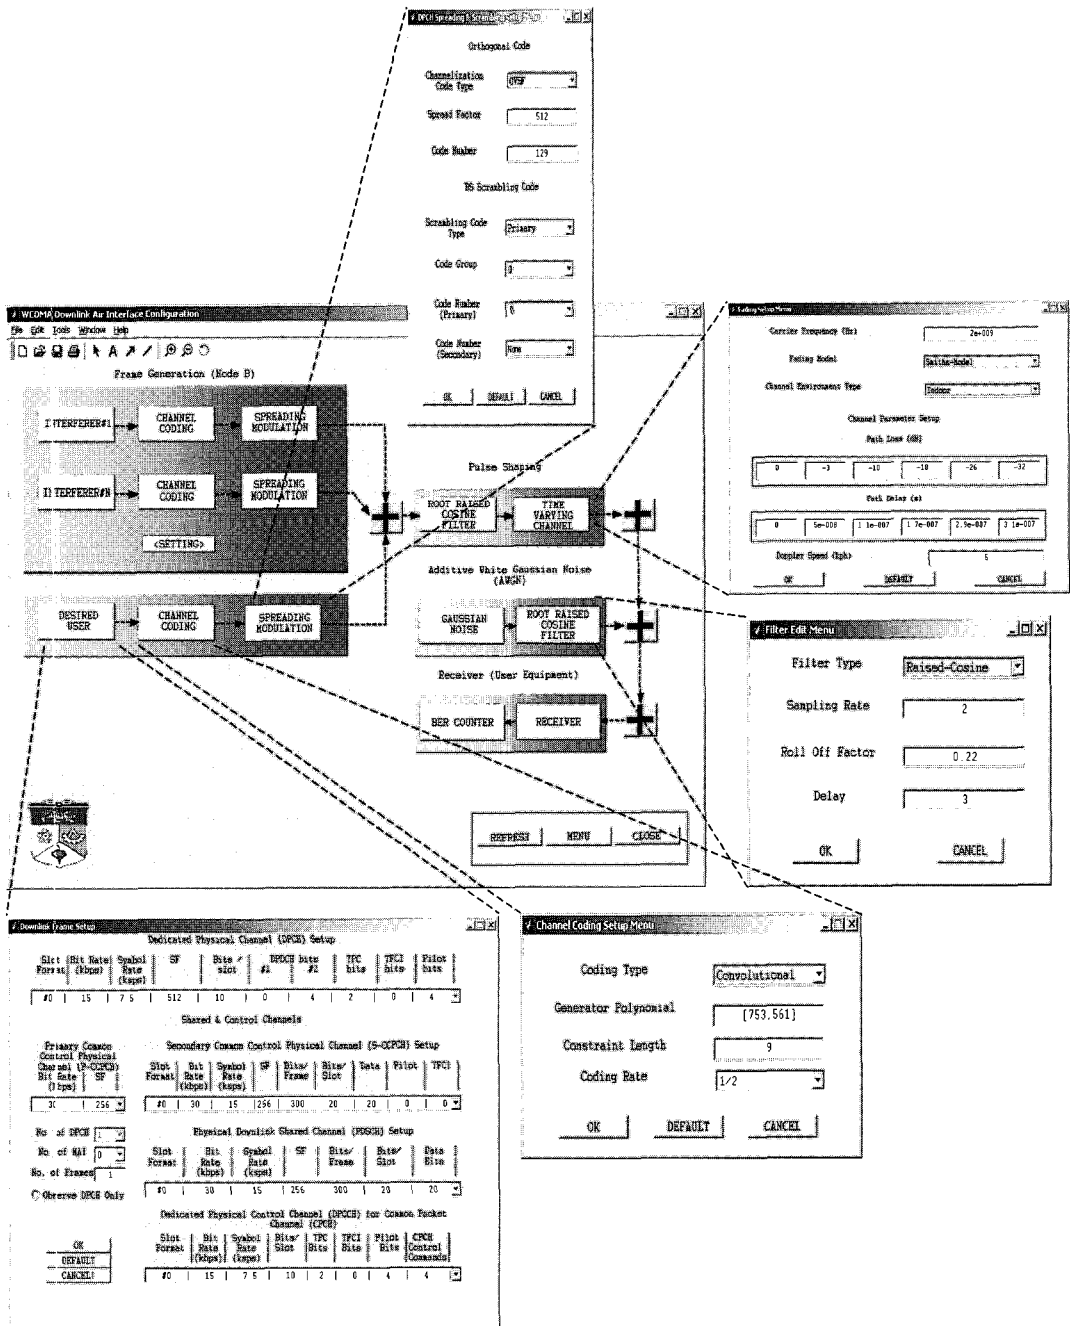 DPCH Spreading & Scrambling
Orthogonal Code
Channelization Code Type
OVSF
Spread Factor
512
Code Number
129
BS Scrambling Code
Scrambling Code Type
Primary
Code Group
0
Code Number (Primary)
0
Code Number (Secondary)
None
OK DEFAULT CANCEL
WCDMA Downlink Air Interface Configuration
File Edit Tools Window Help
Frame Generation (Node B)
INTERFERER#1
CHANNEL CODING
SPREADING MODULATION
INTERFERER#N
CHANNEL CODING
SPREADING MODULATION
<SETTING>
DESIRED USER
CHANNEL CODING
SPREADING MODULATION
Pulse Shaping
ROOT RAISED COSINE FILTER
TIME VARYING CHANNEL
Additive White Gaussian Noise (AWGN)
GAUSSIAN NOISE
ROOT RAISED COSINE FILTER
Receiver (User Equipment)
BER COUNTER
RECEIVER
REFRESH MENU CLOSE
Fading Setup Menu
Carrier Frequency (Hz)
2e+009
Fading Model
Smiths-Model
Channel Enviroment Type
Indoor
Channel Parameter Setup
Path Loss (dB)
0 -3 -10 -18 -26 -32
Path Delay (s)
0 5e-008 1 1e-007 1 7e-007 2.9e-007 3 1e-007
Doppler Speed (kph)
5
OK DEFAULT CANCEL
Filter Edit Menu
Filter Type
Raised-Cosine
Sampling Rate
2
Roll Off Factor
0.22
Delay
3
OK CANCEL
Downlink Frame Setup
Dedicated Physical Channel (DPCH) Setup
Slot Format Bit Rate (kbps) Symbol Rate (ksps) SF Bits / slot DPDCH bits #1 #2 TPC bits TFCI bits Pilot bits
#0 15 7 5 512 10 0 4 2 0 4
Shared & Control Channels
Primary Common Control Physical Channel (P-CCPCH)
Bit Rate (kbps) SF
30 256
No of DPCH 1
No. of MAI 0
No. of Frames 1
Observe DPCH Only
OK
DEFAULT
CANCEL
Secondary Common Control Physical Channel (S-CCPCH) Setup
Slot Format Bit Rate (kbps) Symbol Rate (ksps) SF Bits/ Frame Bits/ Slot Data Pilot TFCI
#0 30 15 256 300 20 20 0 0
Physical Downlink Shared Channel (PDSCH) Setup
Slot Format Bit Rate (kbps) Symbol Rate (ksps) SF Bits/ Frame Bits/ Slot Data Bits
#0 30 15 256 300 20 20
Dedicated Physical Control Channel (DPCCH) for Common Packet Channel (CPCH)
Slot Format Bit Rate (kbps) Symbol Rate (ksps) Bits/ Slot TPC Bits TFCI Bits Pilot Bits CPCH Control Commands
#0 15 7 5 10 2 0 4 4
Channel Coding Setup Menu
Coding Type
Convolutional
Generator Polynomial
[753,561]
Constraint Length
9
Coding Rate
1/2
OK DEFAULT CANCEL